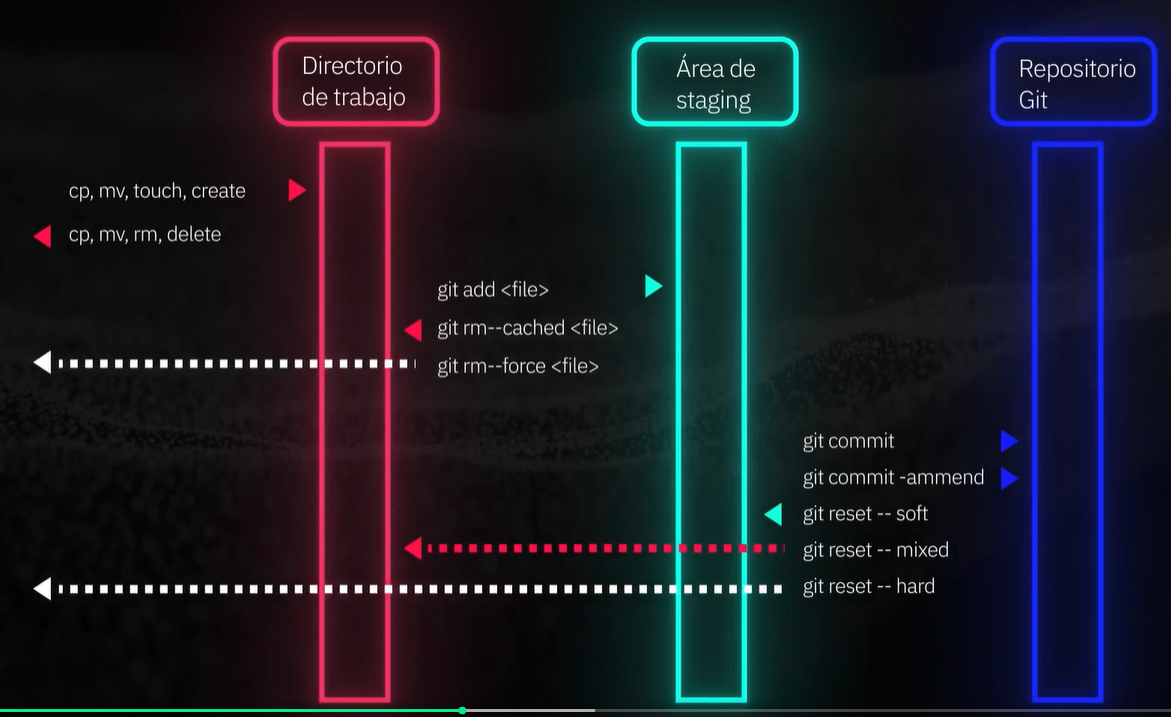 Directorio
de trabajo
Área de
staging
Repositorio
Git
cp, mv, touch, create
cp, mv, rm, delete
git add <file>
git rm--cached <file>
git rm--force <file>
git commit
git commit -ammend
git reset -- soft
git reset -- mixed
git reset -- hard